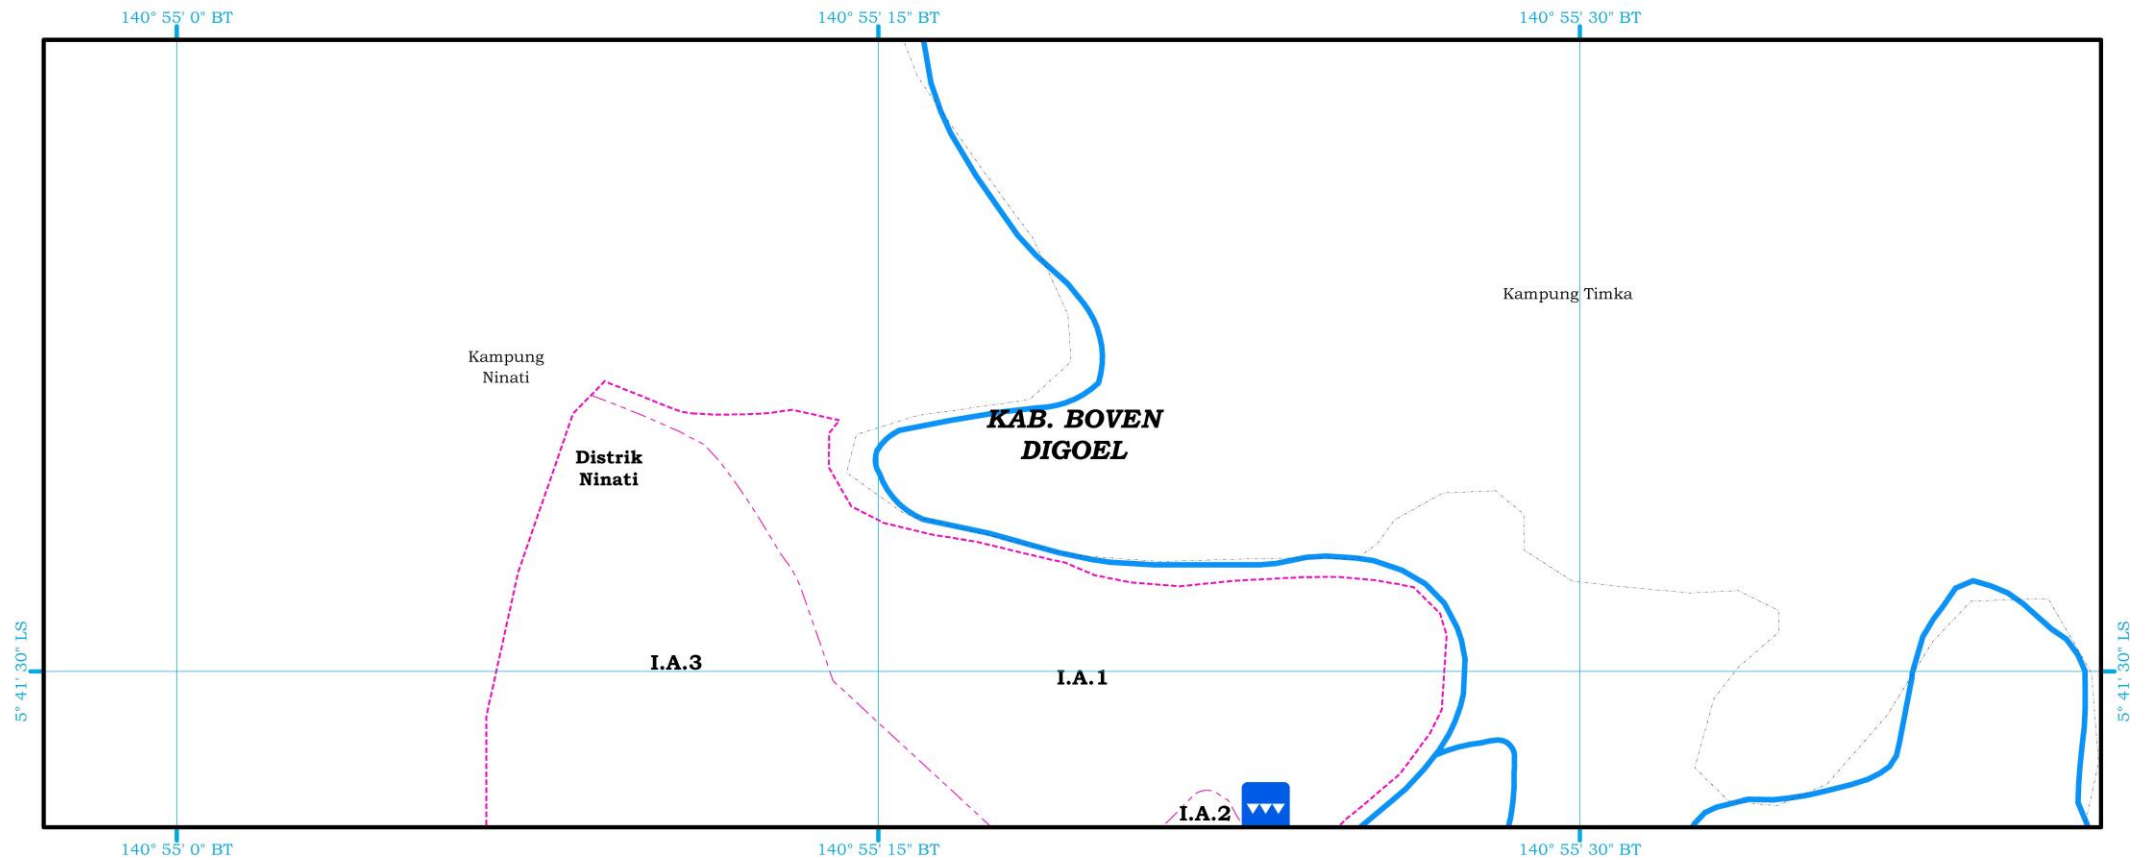 140° 55' 0" BT
140° 55' 15" BT
140° 55' 30" BT
Kampung Timka
Kampung
Ninati
KAB. BOVEN
DIGOEL
Distrik
Ninati
5° 41' 30" LS
I.A.3
I.A.1
5° 41' 30" LS
I.A.2
140° 55' 0" BT
140° 55' 15" BT
140° 55' 30" BT